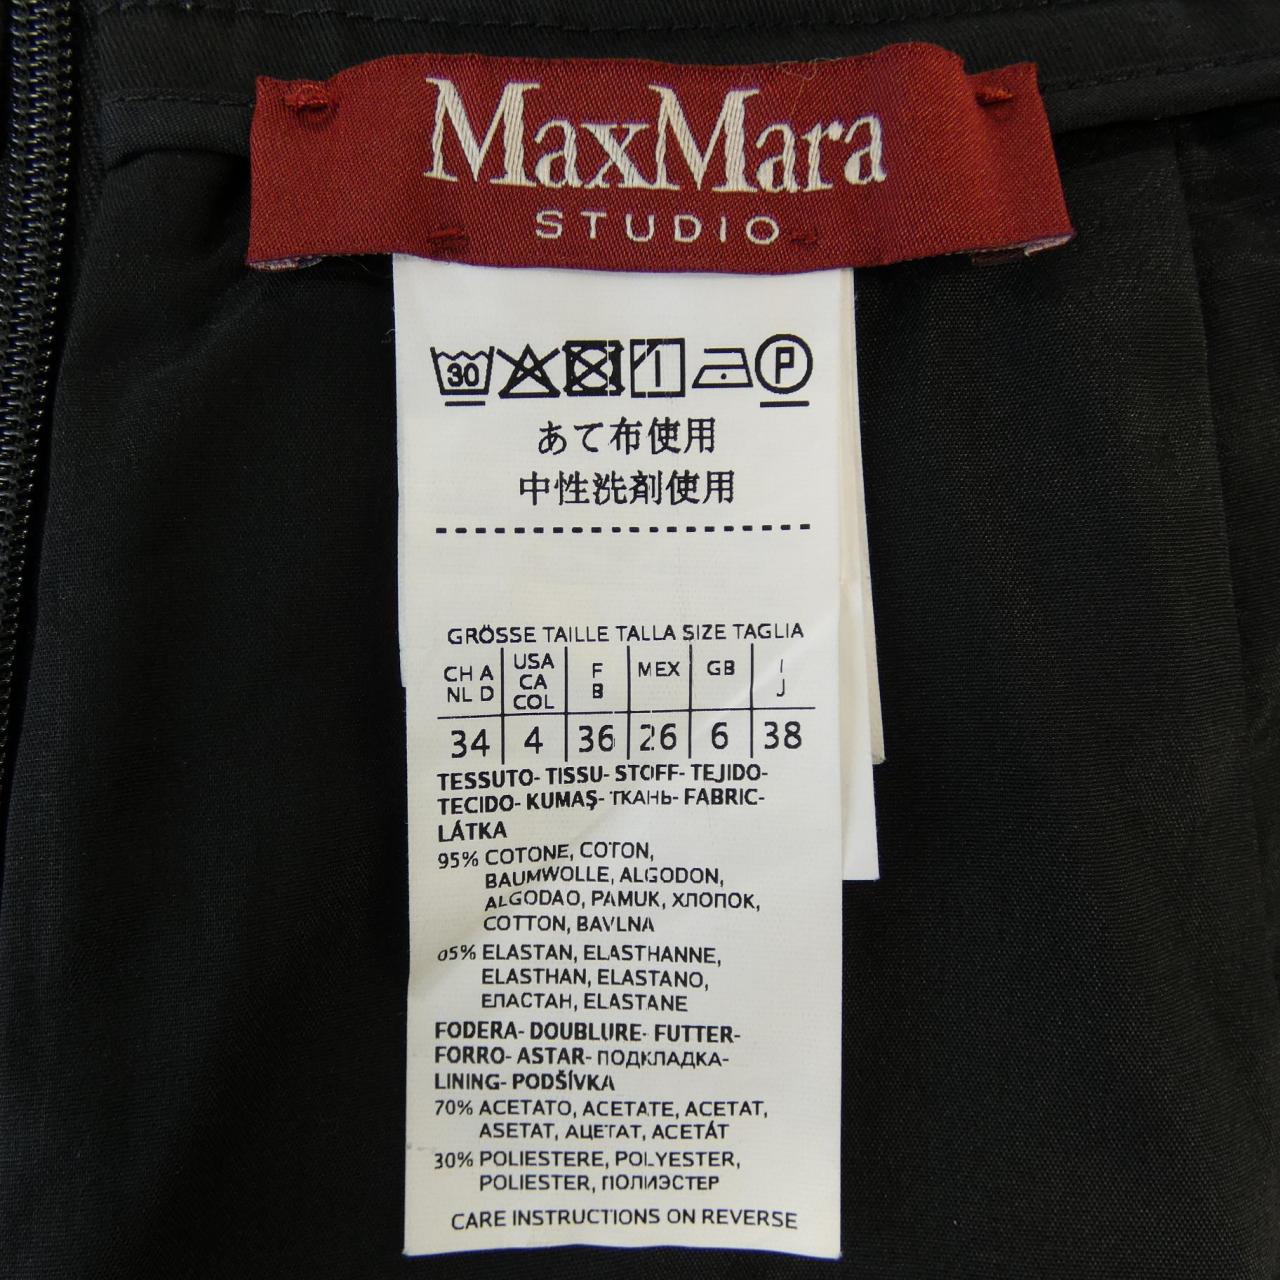 MaxMara
STUDIO
30 P
あて布使用
中性洗剤使用
GRÖSSE TAILLE TALLA SIZE TAGLIA
CH A NL D USA CA COL F B MEX GB I J
34 4 36 26 6 38
TESSUTO- TISSU- STOFF- TEJIDO-
TECIDO- KUMAŞ- ТКАНЬ- FABRIC-
LÁTKA
95% COTONE, COTON,
BAUMWOLLE, ALGODON,
ALGODAO, PAMUK, ХЛОПОК,
COTTON, BAVLNA
05% ELASTAN, ELASTHANNE,
ELASTHAN, ELASTANO,
ЕЛАСТАН, ELASTANE
FODERA- DOUBLURE- FUTTER-
FORRO- ASTAR- ПОДКЛАДКА-
LINING- PODŠÍVKA
70% ACETATO, ACETATE, ACETAT,
ASETAT, АЦЕТАТ, ACETÁT
30% POLIESTERE, POLYESTER,
POLIESTER, ПОЛИЭСТЕР
CARE INSTRUCTIONS ON REVERSE